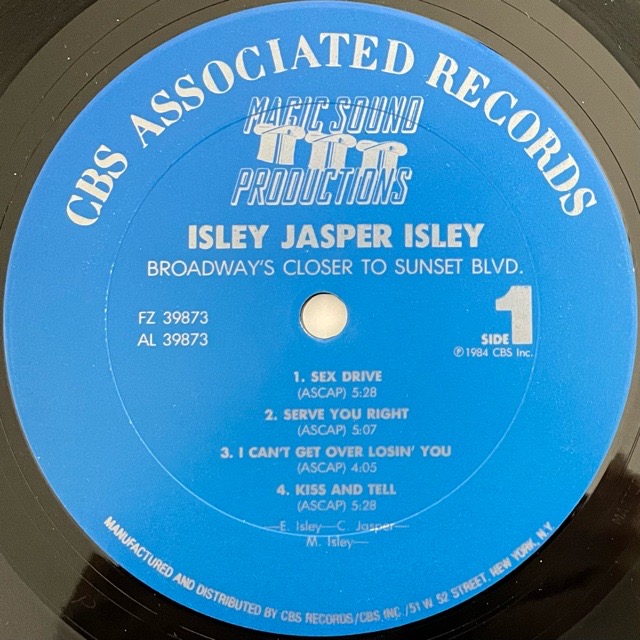 CBS ASSOCIATED RECORDS
MAGIC SOUND
PRODUCTIONS
ISLEY JASPER ISLEY
BROADWAY'S CLOSER TO SUNSET BLVD.
FZ 39873
AL 39873
SIDE 1
℗ 1984 CBS Inc.
1. SEX DRIVE
(ASCAP) 5:28
2. SERVE YOU RIGHT
(ASCAP) 5:07
3. I CAN'T GET OVER LOSIN' YOU
(ASCAP) 4:05
4. KISS AND TELL
(ASCAP) 5:28
—E. Isley—C. Jasper—
M. Isley—
MANUFACTURED AND DISTRIBUTED BY CBS RECORDS/CBS INC./51 W 52 STREET, NEW YORK, N.Y.